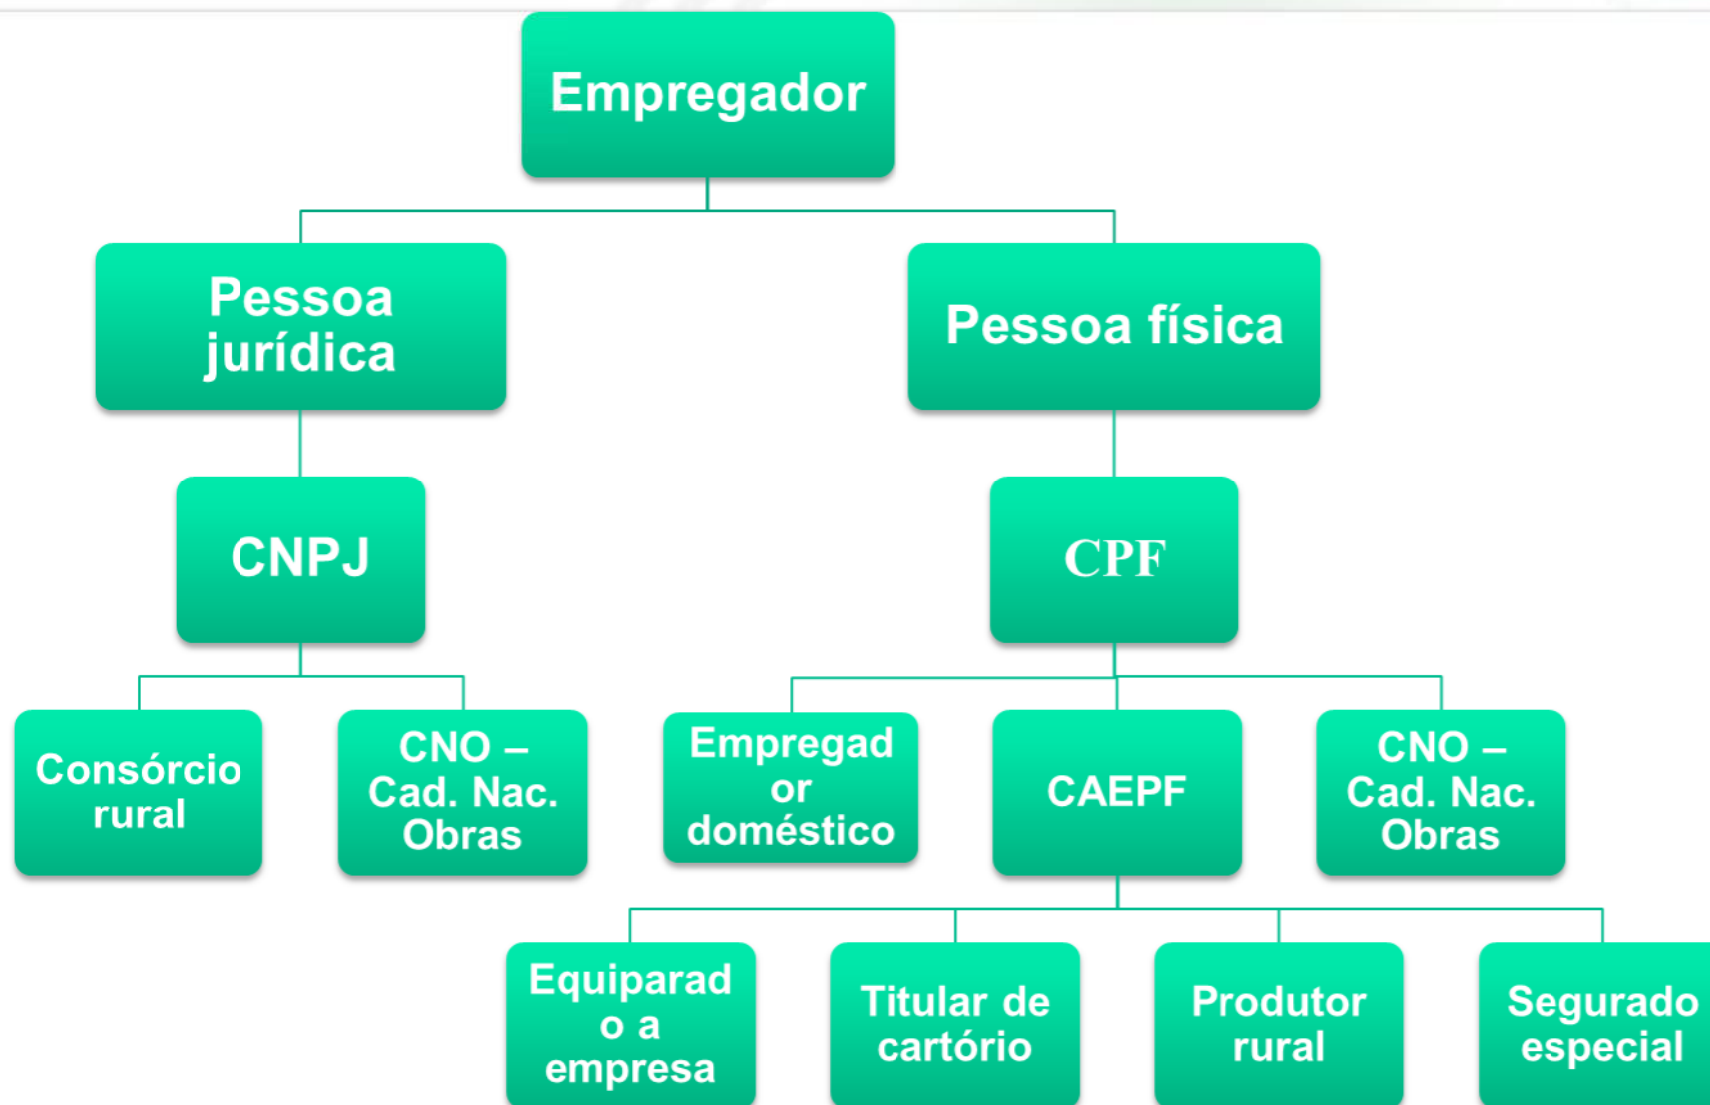 Empregador
Pessoa
jurídica
Pessoa física
CNPJ
CPF
Consórcio
rural
CNO –
Cad. Nac.
Obras
Empregad
or
doméstico
CAEPF
CNO –
Cad. Nac.
Obras
Equiparad
o a
empresa
Titular de
cartório
Produtor
rural
Segurado
especial